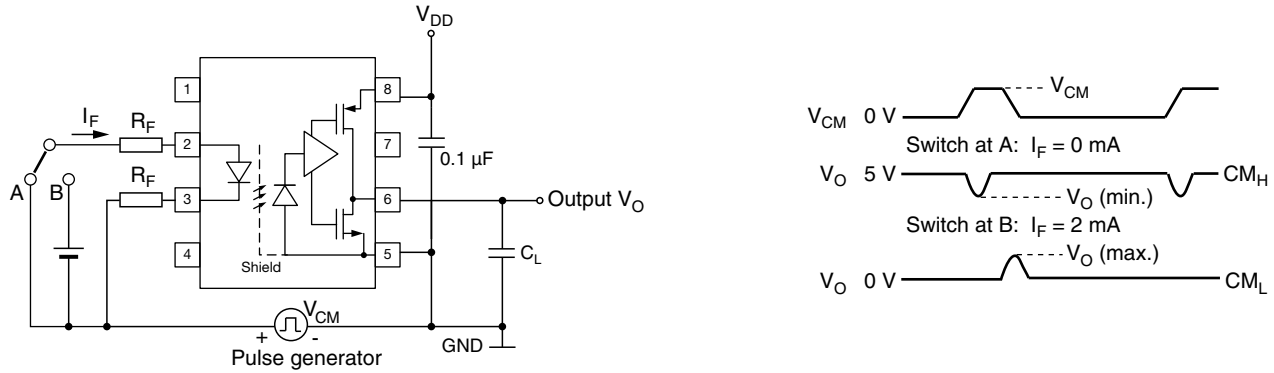 V_DD
1
8
I_F
R_F
2
7
0.1 µF
A
B
R_F
3
6
Output V_O
4
5
Shield
C_L
V_CM
+
-
GND
Pulse generator
V_CM
V_CM 0 V
Switch at A: I_F = 0 mA
V_O 5 V
CM_H
V_O (min.)
Switch at B: I_F = 2 mA
V_O (max.)
V_O 0 V
CM_L